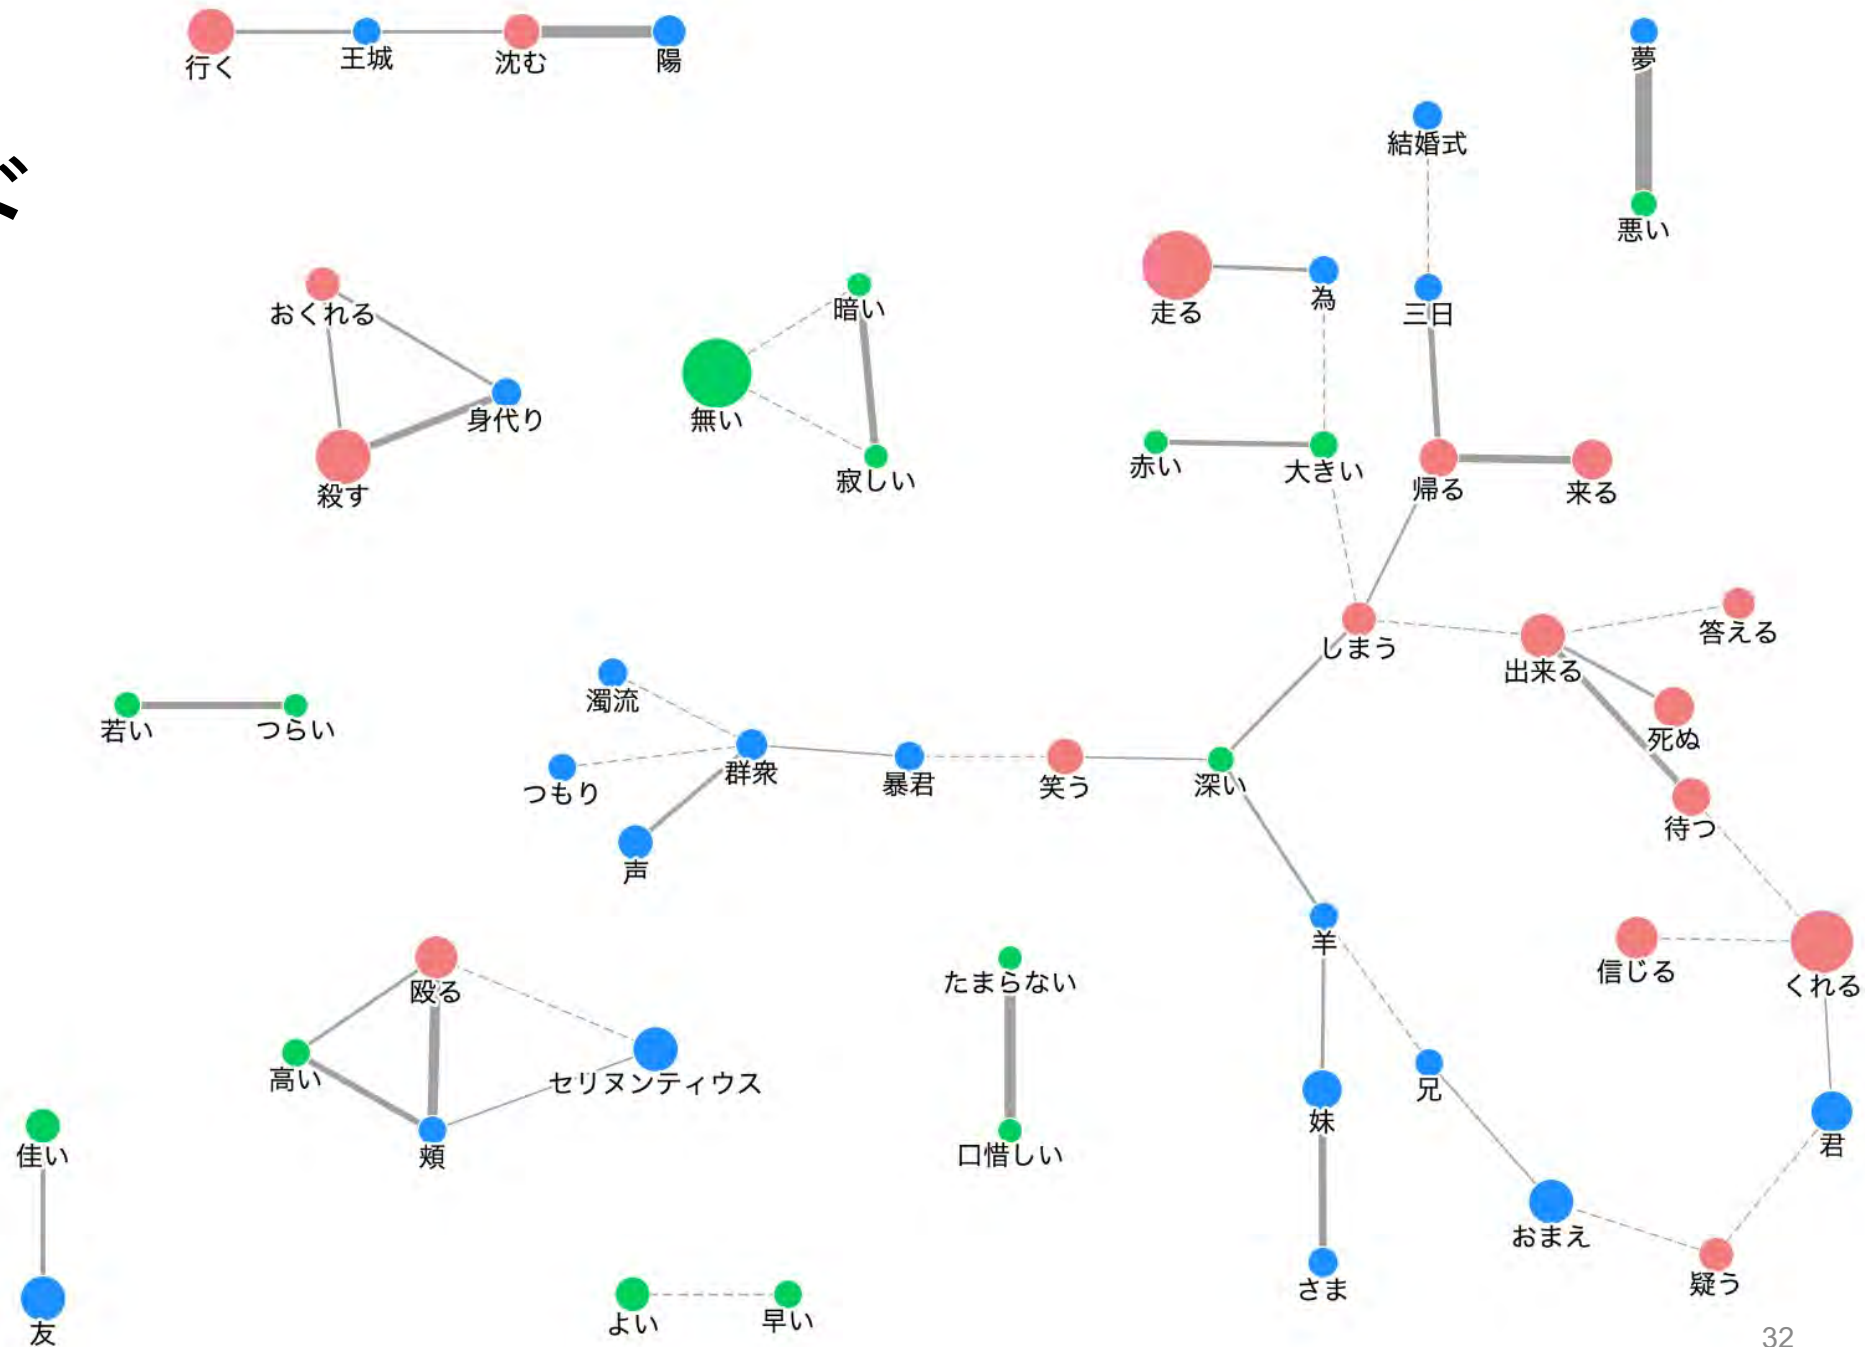 行く
王城
沈む
陽
夢
結婚式
ド
悪い
おくれる
暗い
走る
為
三日
身代り
無い
殺す
寂しい
赤い
大きい
帰る
来る
しまう
答える
出来る
濁流
若い
つらい
つもり
群衆
暴君
笑う
深い
死ぬ
待つ
声
羊
信じる
くれる
殴る
たまらない
高い
セリヌンティウス
頬
口惜しい
妹
兄
君
佳い
おまえ
疑う
さま
友
よい
早い
32